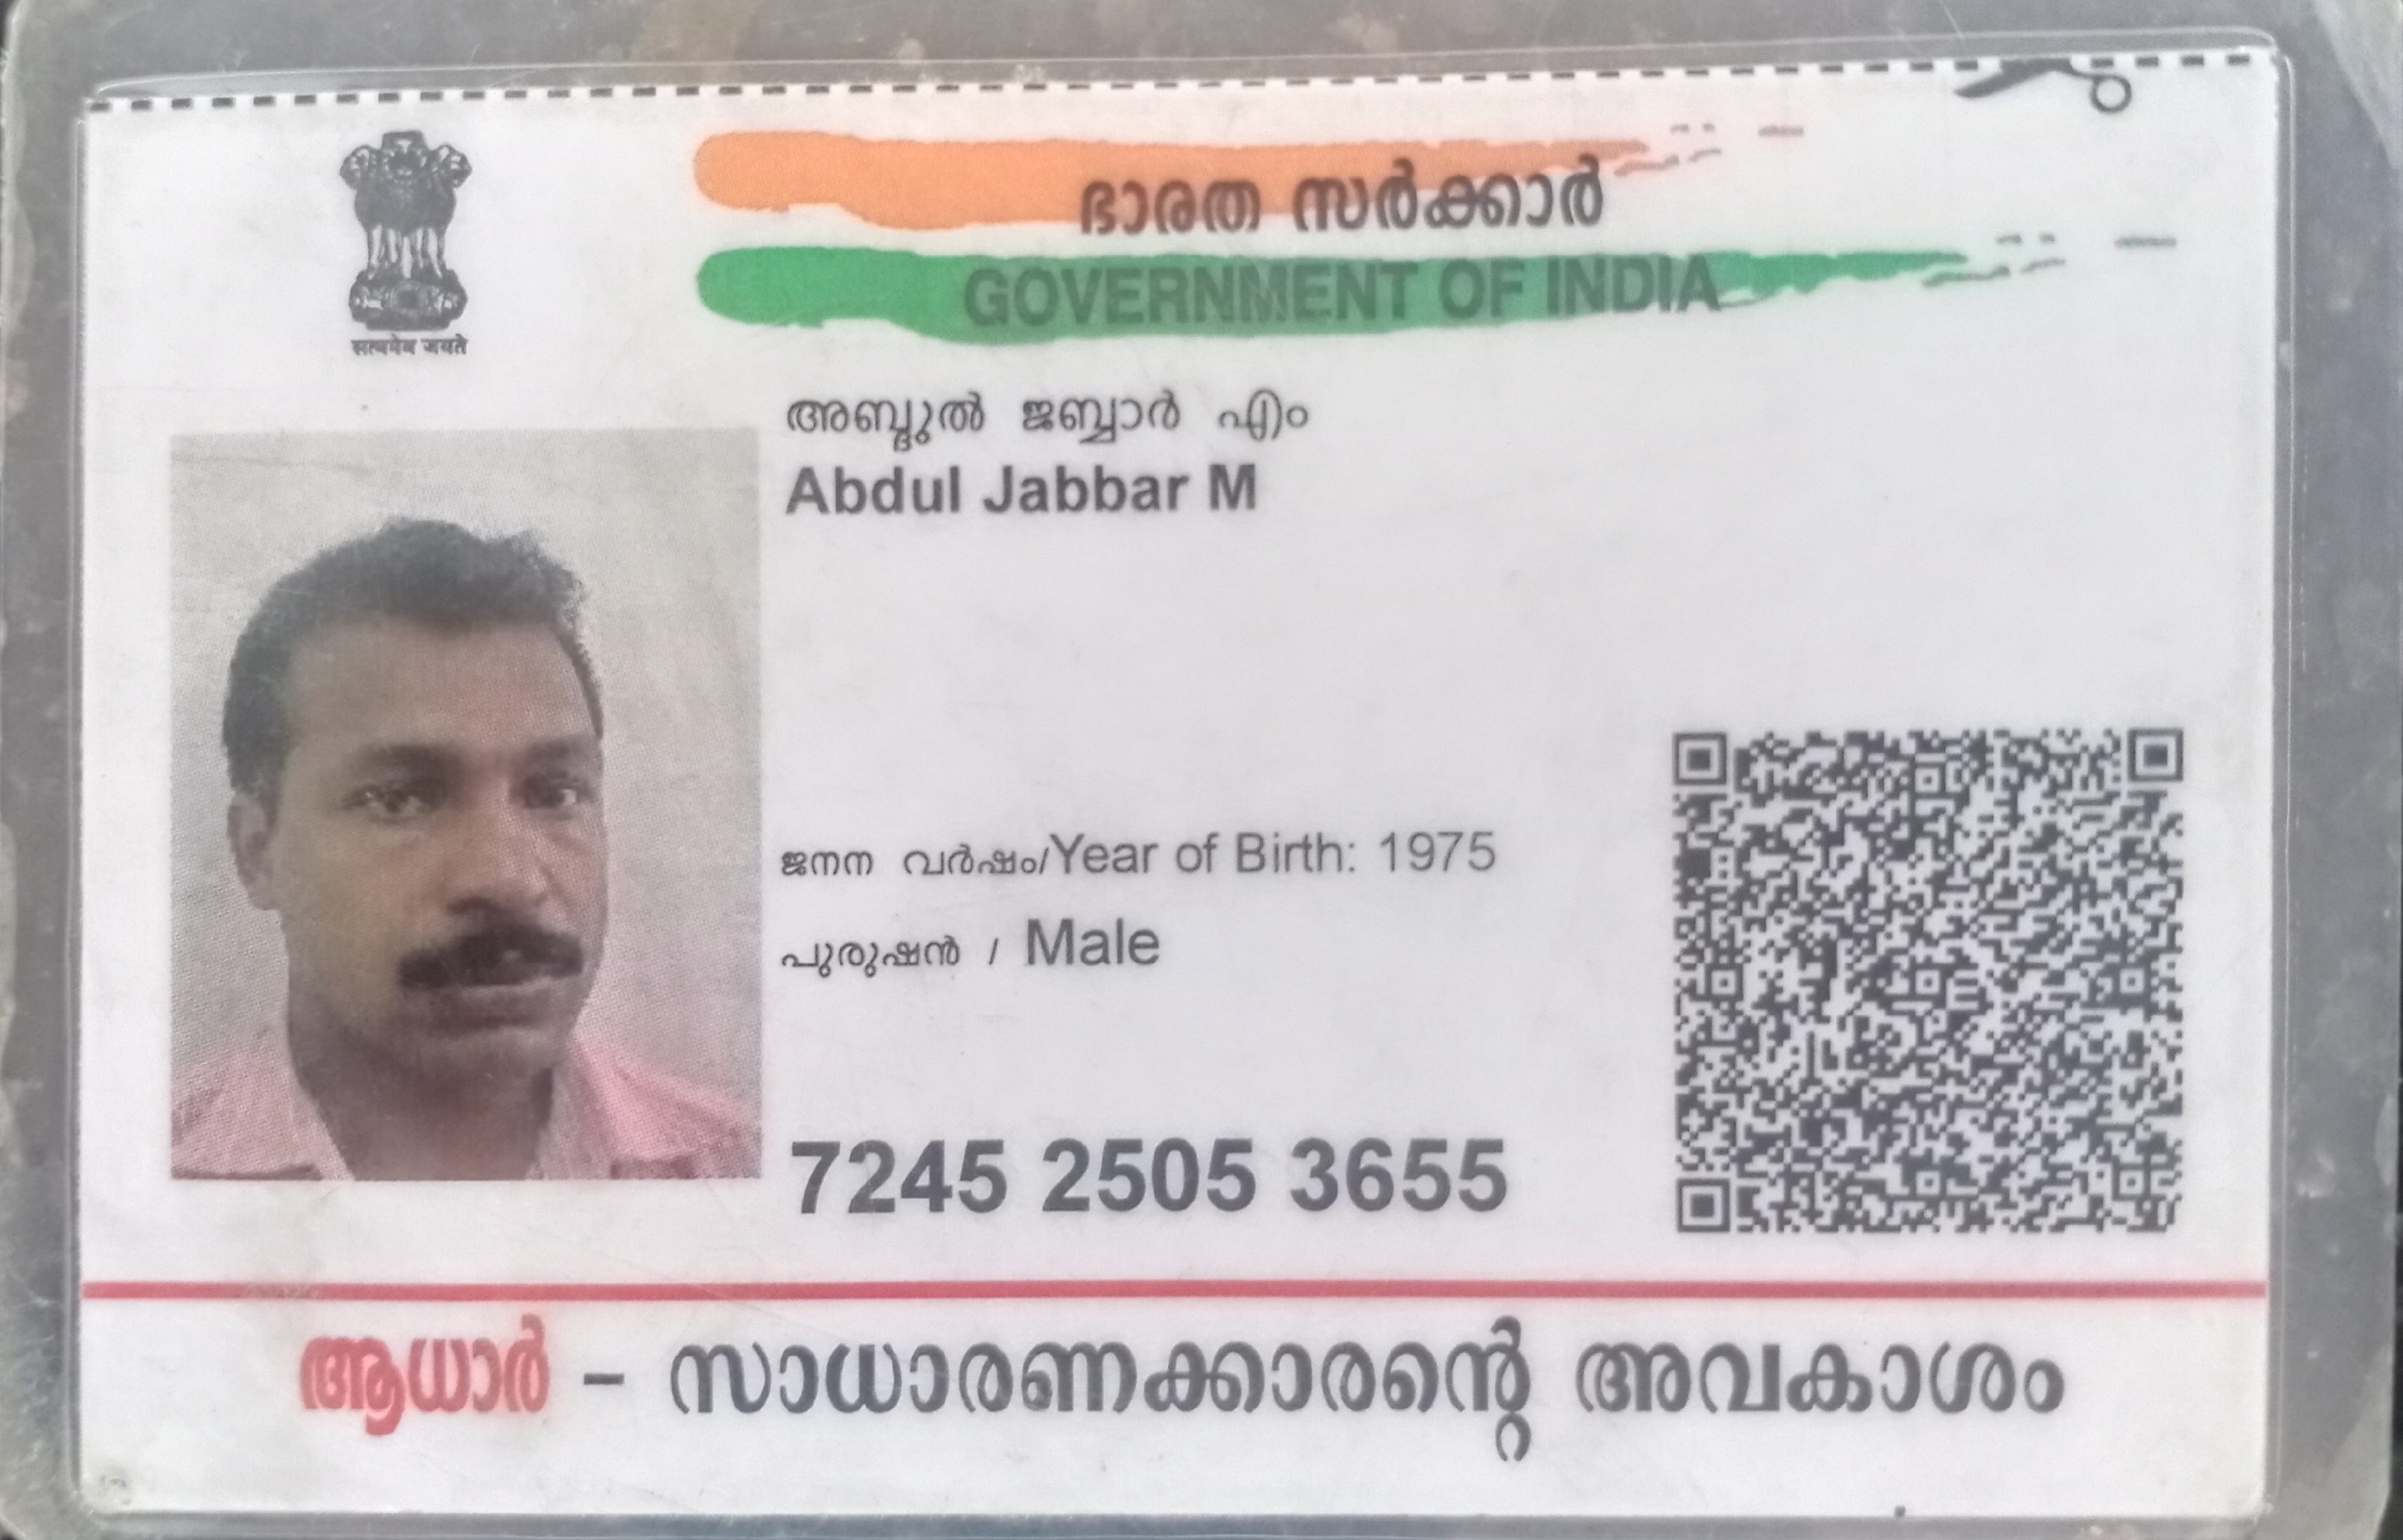 ഭാരത സർക്കാർ
GOVERNMENT OF INDIA
सत्यमेव जयते
അബ്ദുൽ ജബ്ബാർ എം
Abdul Jabbar M
ജനന വർഷം/Year of Birth: 1975
പുരുഷൻ / Male
7245 2505 3655
ആധാർ – സാധാരണക്കാരന്റെ അവകാശം